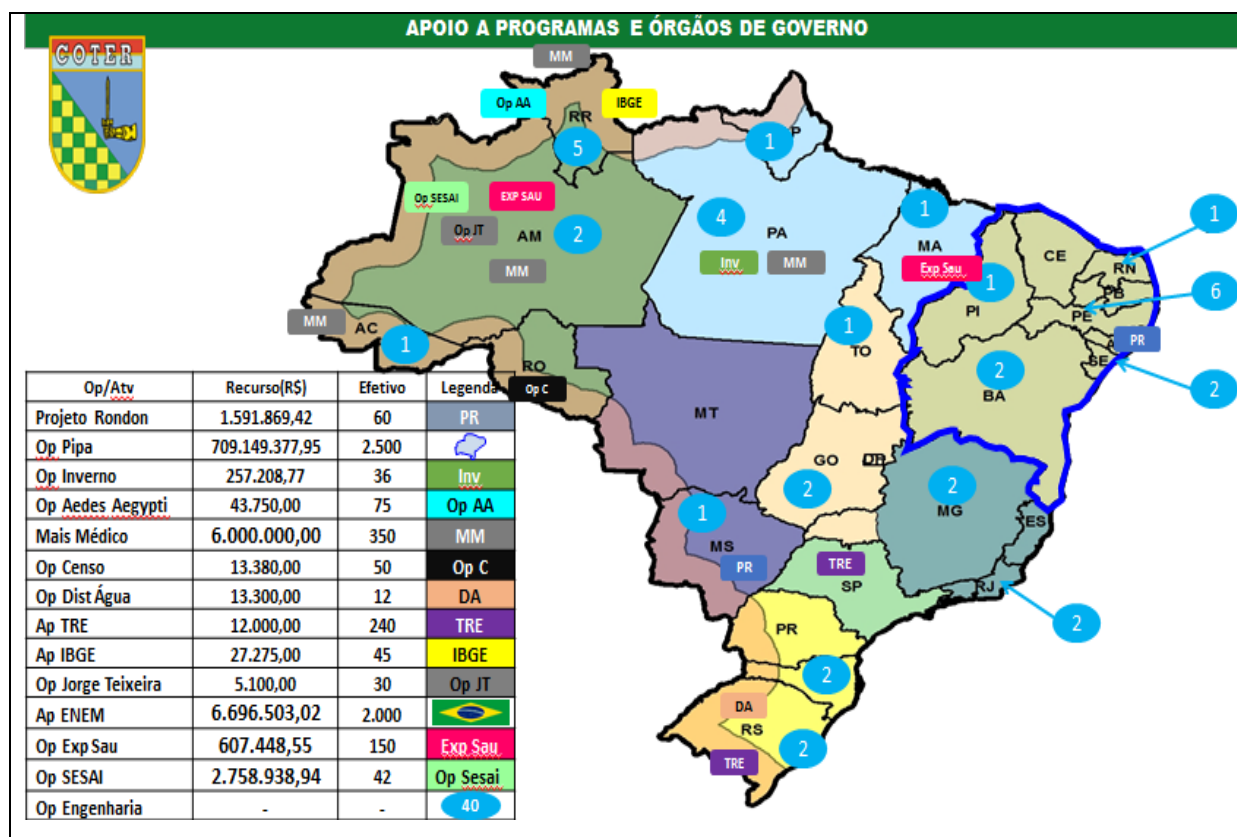 APOIO A PROGRAMAS E ÓRGÃOS DE GOVERNO
COTER
MM
Op AA
IBGE
RR
5
1
P
Op SESAI
EXP SAU
Op JT
AM
2
MM
4
PA
Inv
MM
1
MA
Exp Sau
1
CE
RN
PB
6
PE
1
PI
PR
SE
2
2
BA
MM
AC
1
RO
Op C
1
TO
MT
GO
DF
2
2
MG
ES
1
MS
PR
TRE
SP
RJ
2
PR
2
DA
RS
2
TRE
Op/Atv Recurso(R$) Efetivo Legenda
Projeto Rondon 1.591.869,42 60 PR
Op Pipa 709.149.377,95 2.500
Op Inverno 257.208,77 36 Inv
Op Aedes Aegypti 43.750,00 75 Op AA
Mais Médico 6.000.000,00 350 MM
Op Censo 13.380,00 50 Op C
Op Dist Água 13.300,00 12 DA
Ap TRE 12.000,00 240 TRE
Ap IBGE 27.275,00 45 IBGE
Op Jorge Teixeira 5.100,00 30 Op JT
Ap ENEM 6.696.503,02 2.000
Op Exp Sau 607.448,55 150 Exp Sau
Op SESAI 2.758.938,94 42 Op Sesai
Op Engenharia - - 40